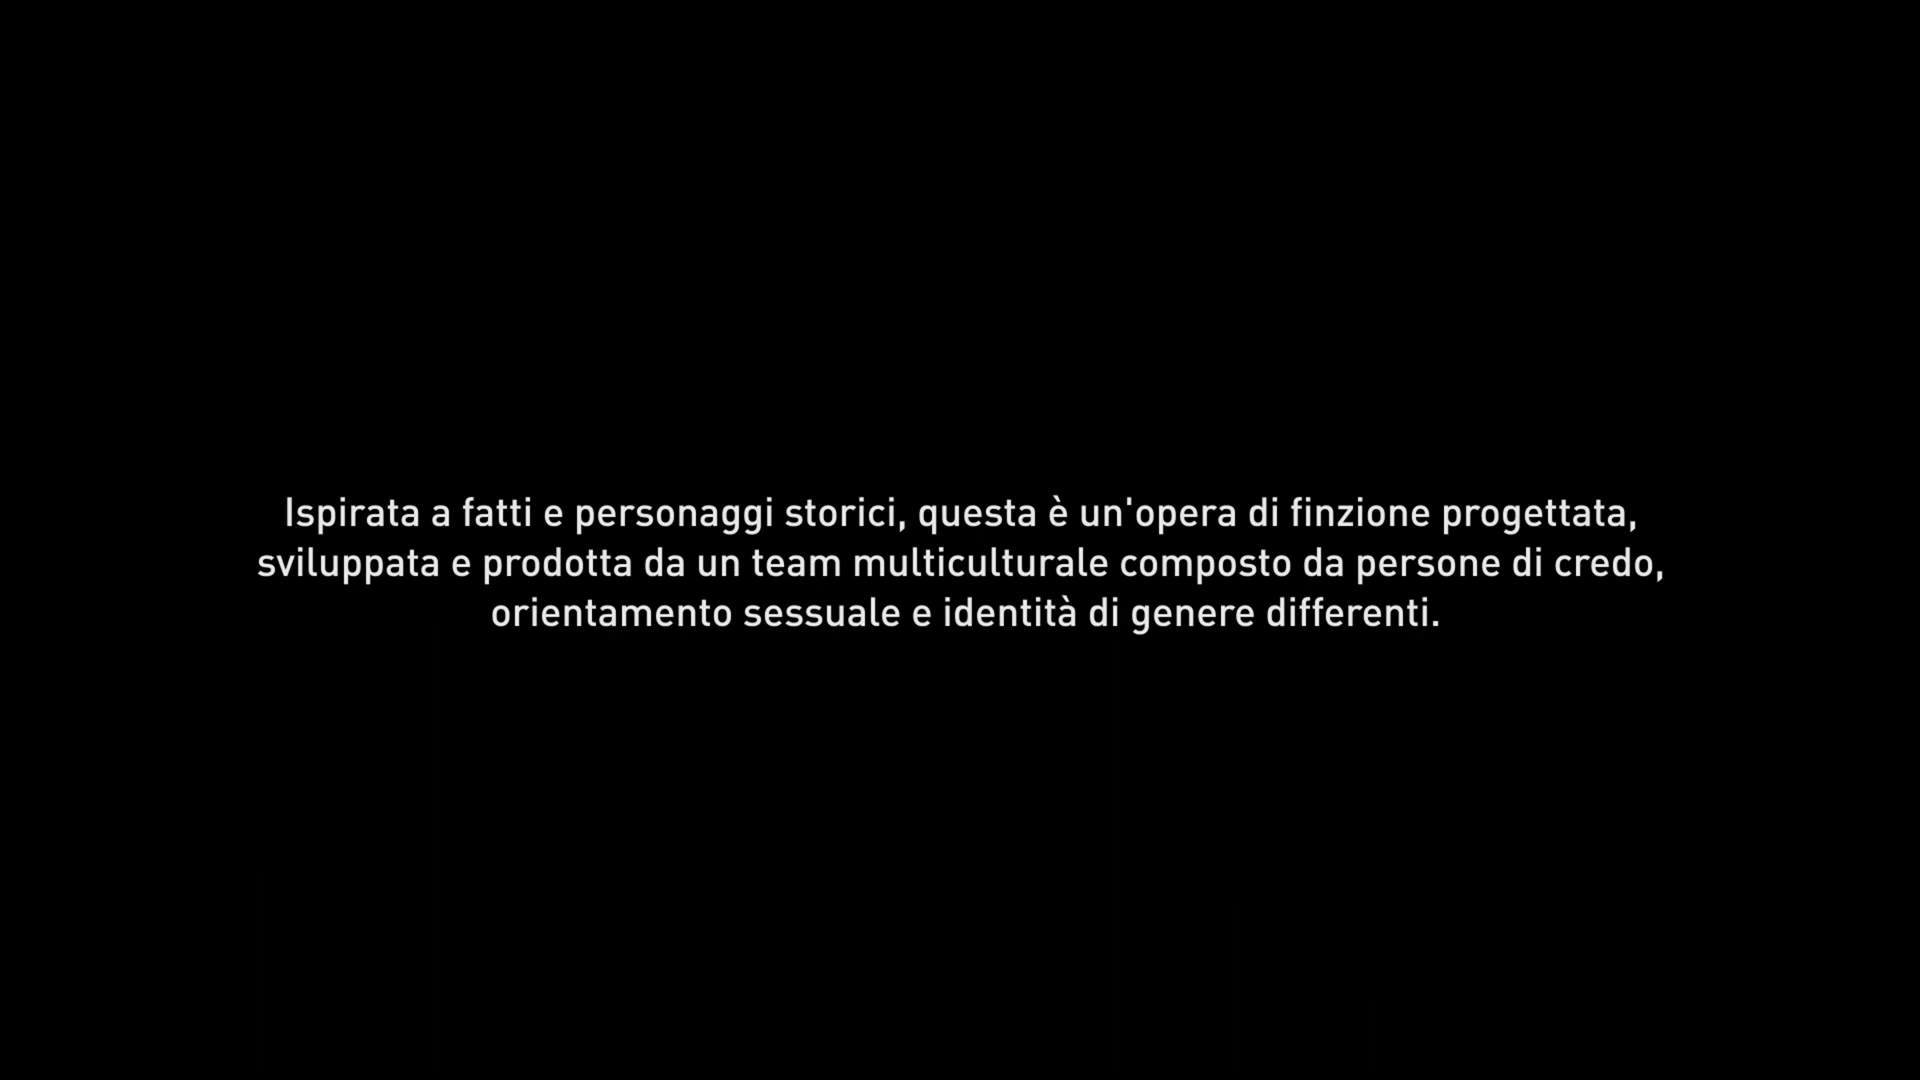 Ispirata a fatti e personaggi storici, questa è un'opera di finzione progettata,
sviluppata e prodotta da un team multiculturale composto da persone di credo,
orientamento sessuale e identità di genere differenti.